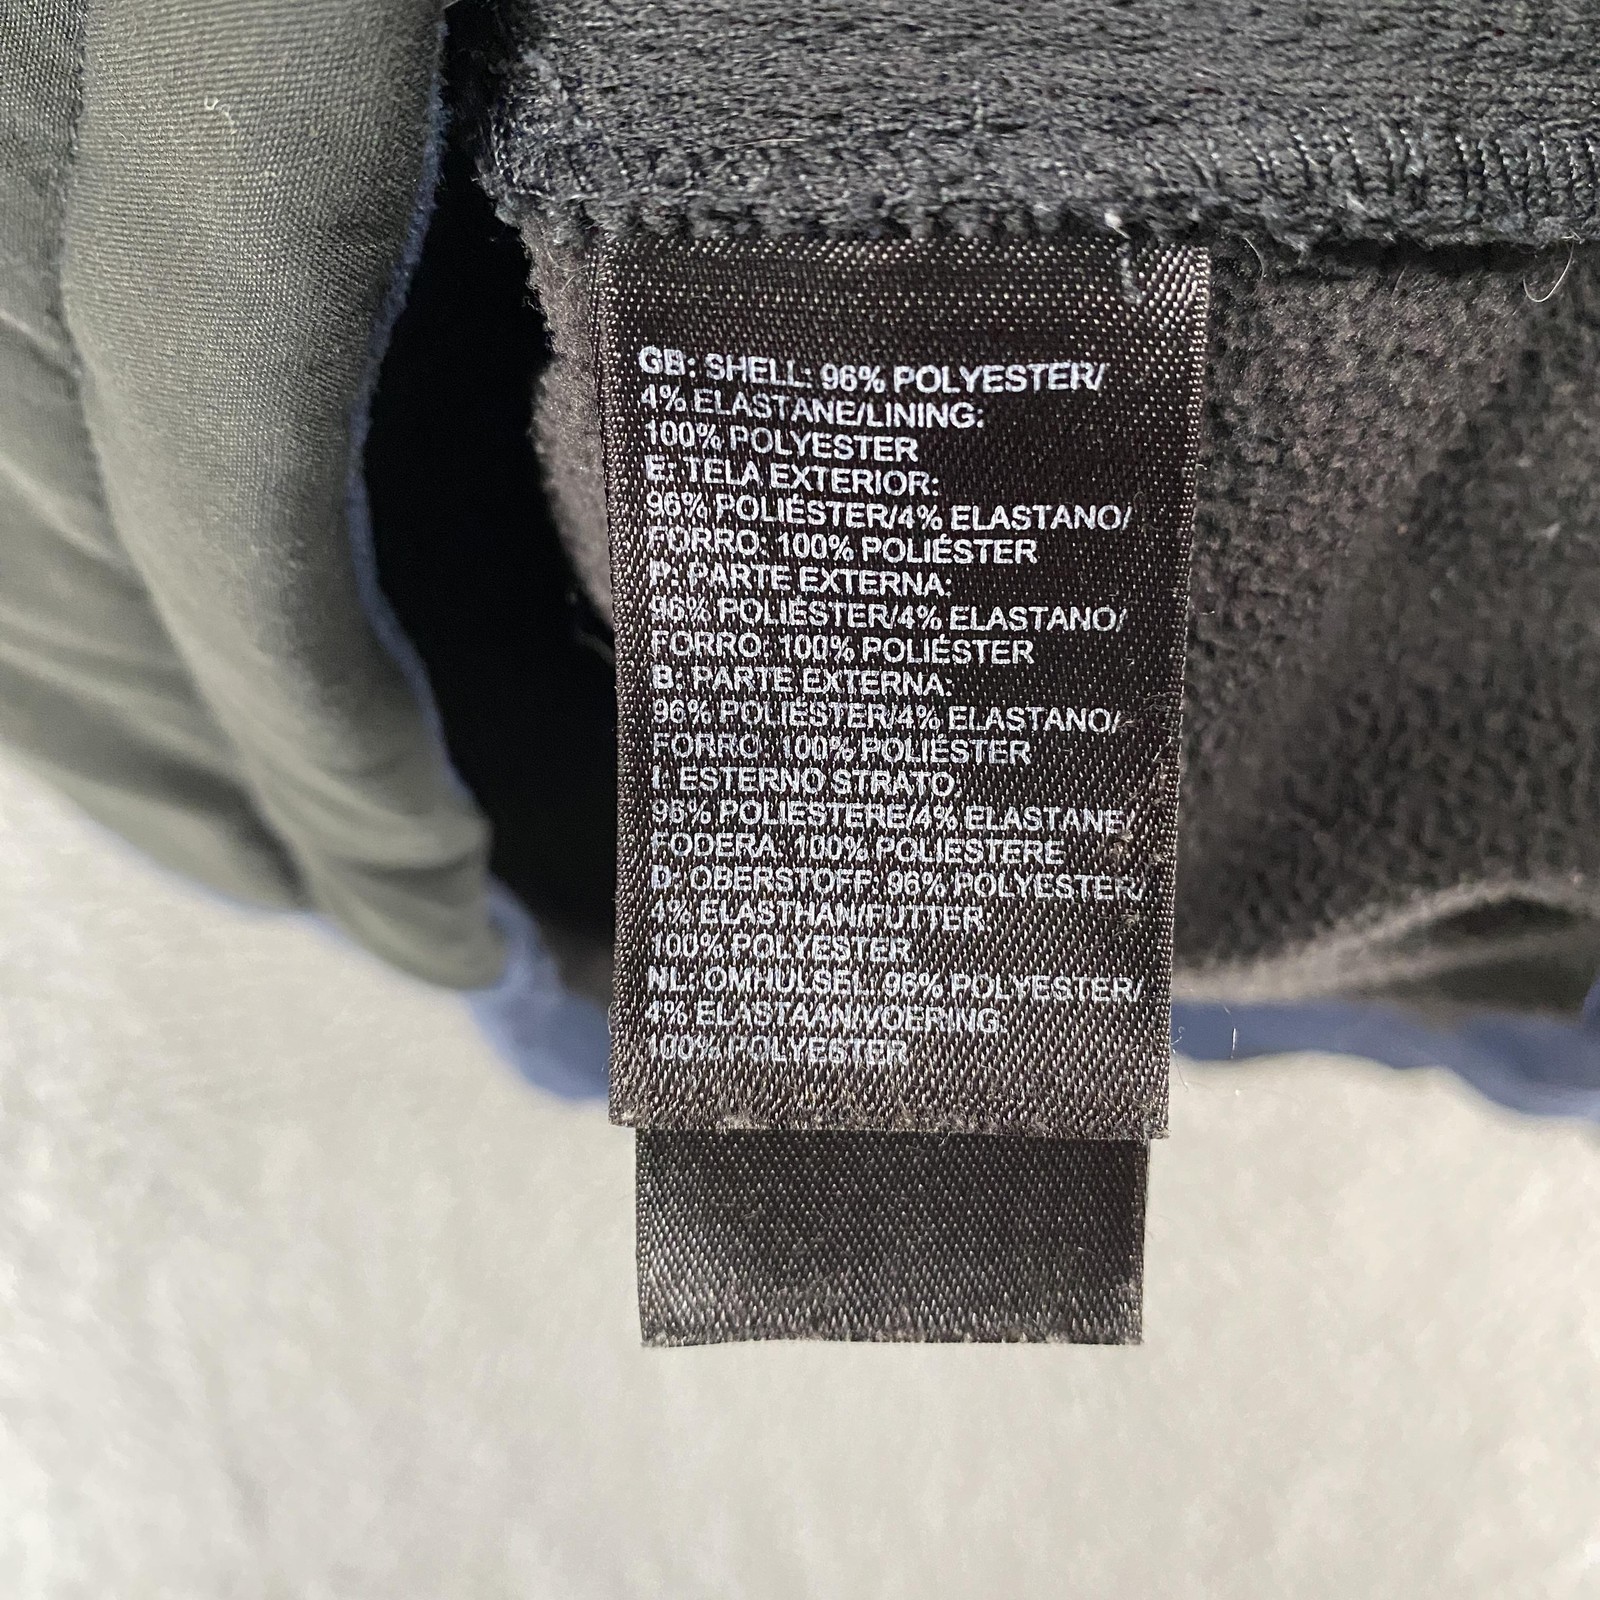 GB: SHELL: 96% POLYESTER/
4% ELASTANE/LINING:
100% POLYESTER
E: TELA EXTERIOR:
96% POLIÉSTER/4% ELASTANO/
FORRO: 100% POLIÉSTER
P: PARTE EXTERNA:
96% POLIÉSTER/4% ELASTANO/
FORRO: 100% POLIÉSTER
B: PARTE EXTERNA:
96% POLIÉSTER/4% ELASTANO/
FORRO: 100% POLIÉSTER
I: ESTERNO STRATO:
96% POLIESTERE/4% ELASTANE/
FODERA: 100% POLIESTERE
D: OBERSTOFF: 96% POLYESTER/
4% ELASTHAN/FUTTER:
100% POLYESTER
NL: OMHULSEL: 96% POLYESTER/
4% ELASTAAN/VOERING:
100% POLYESTER